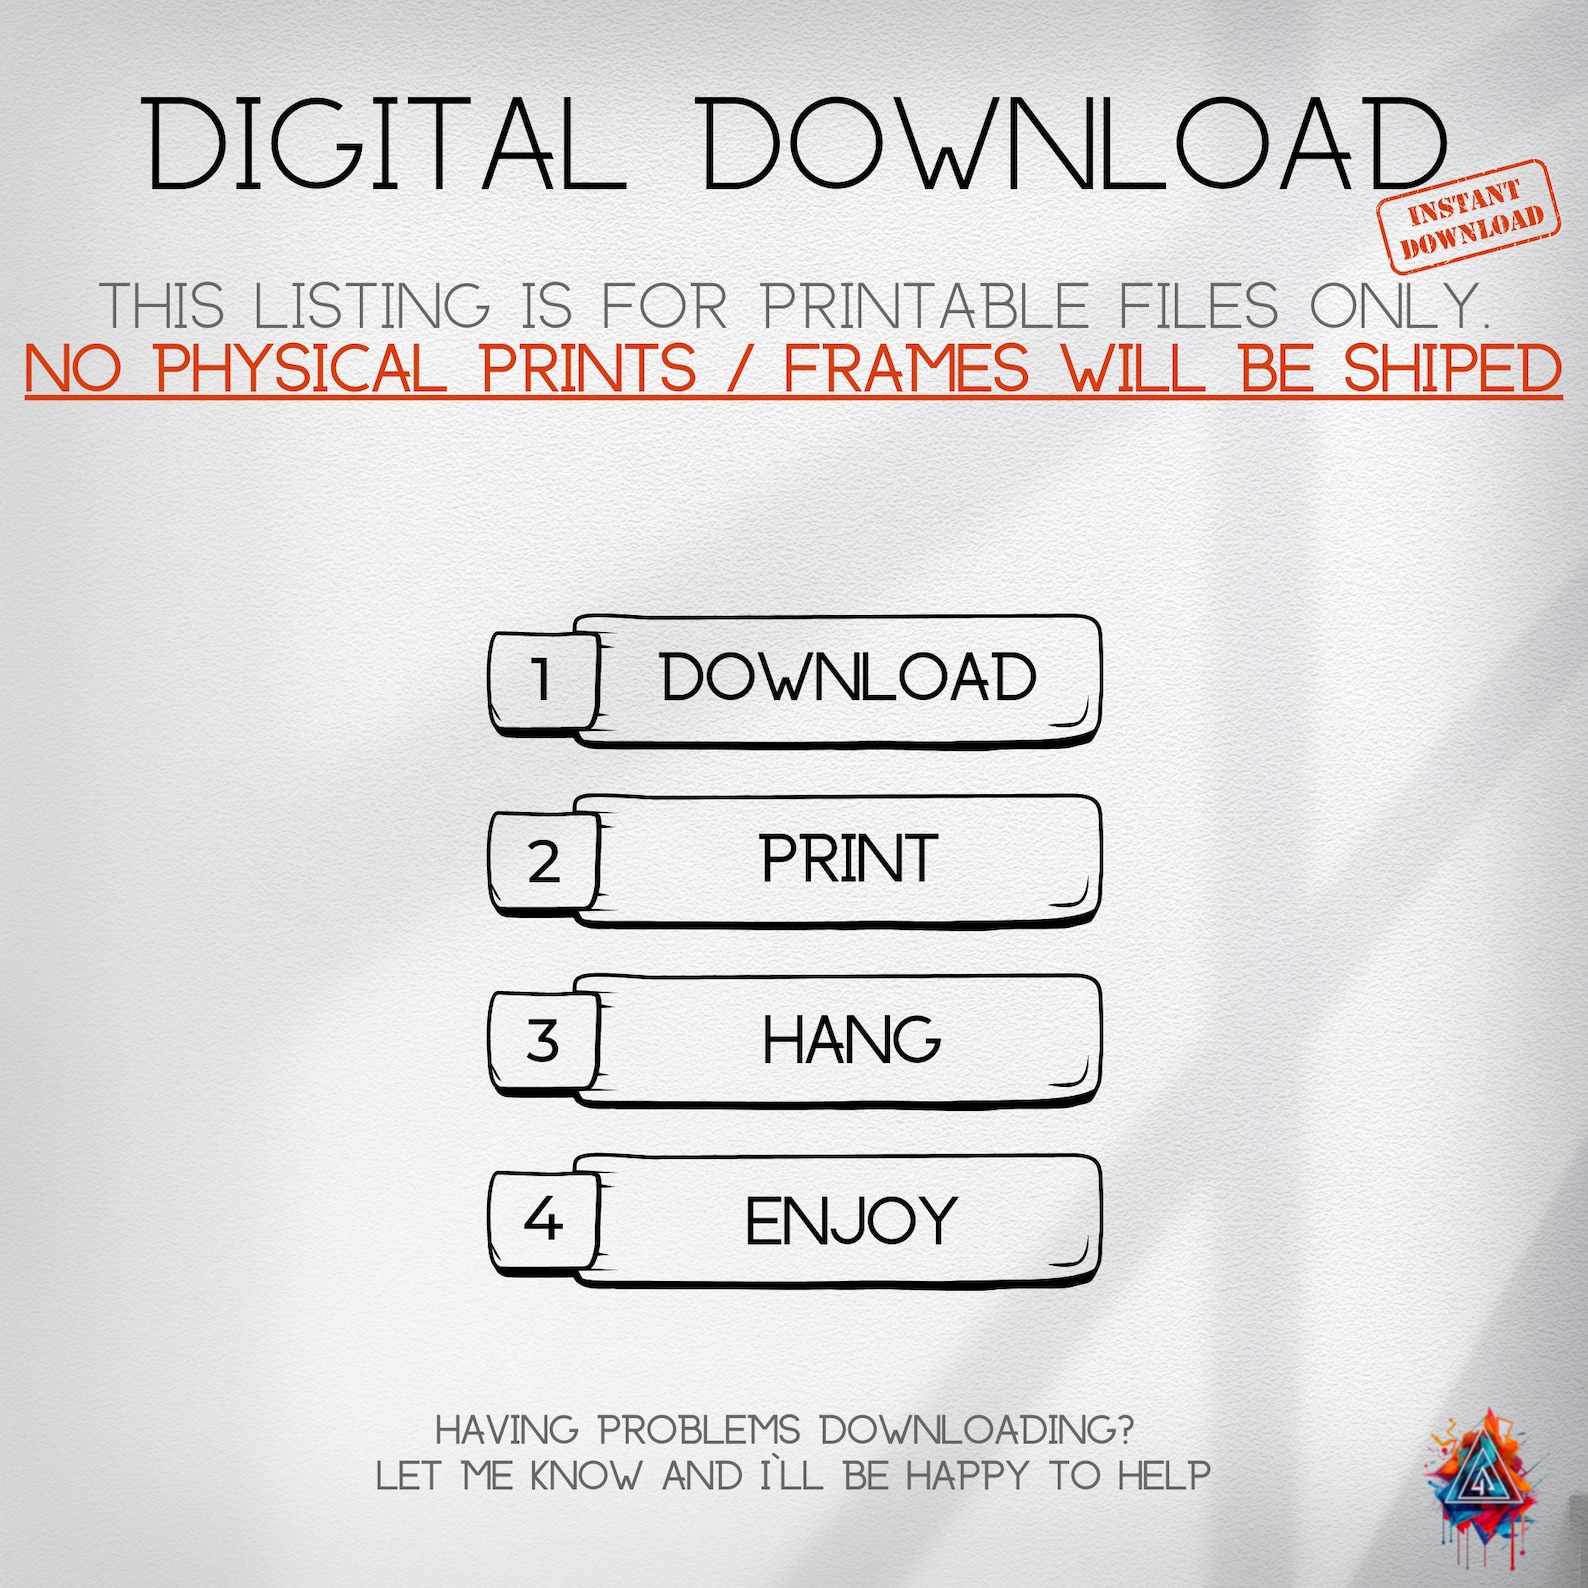 DIGITAL DOWNLOAD
INSTANT
DOWNLOAD
THIS LISTING IS FOR PRINTABLE FILES ONLY.
NO PHYSICAL PRINTS / FRAMES WILL BE SHIPED
1 DOWNLOAD
2 PRINT
3 HANG
4 ENJOY
HAVING PROBLEMS DOWNLOADING?
LET ME KNOW AND I`LL BE HAPPY TO HELP